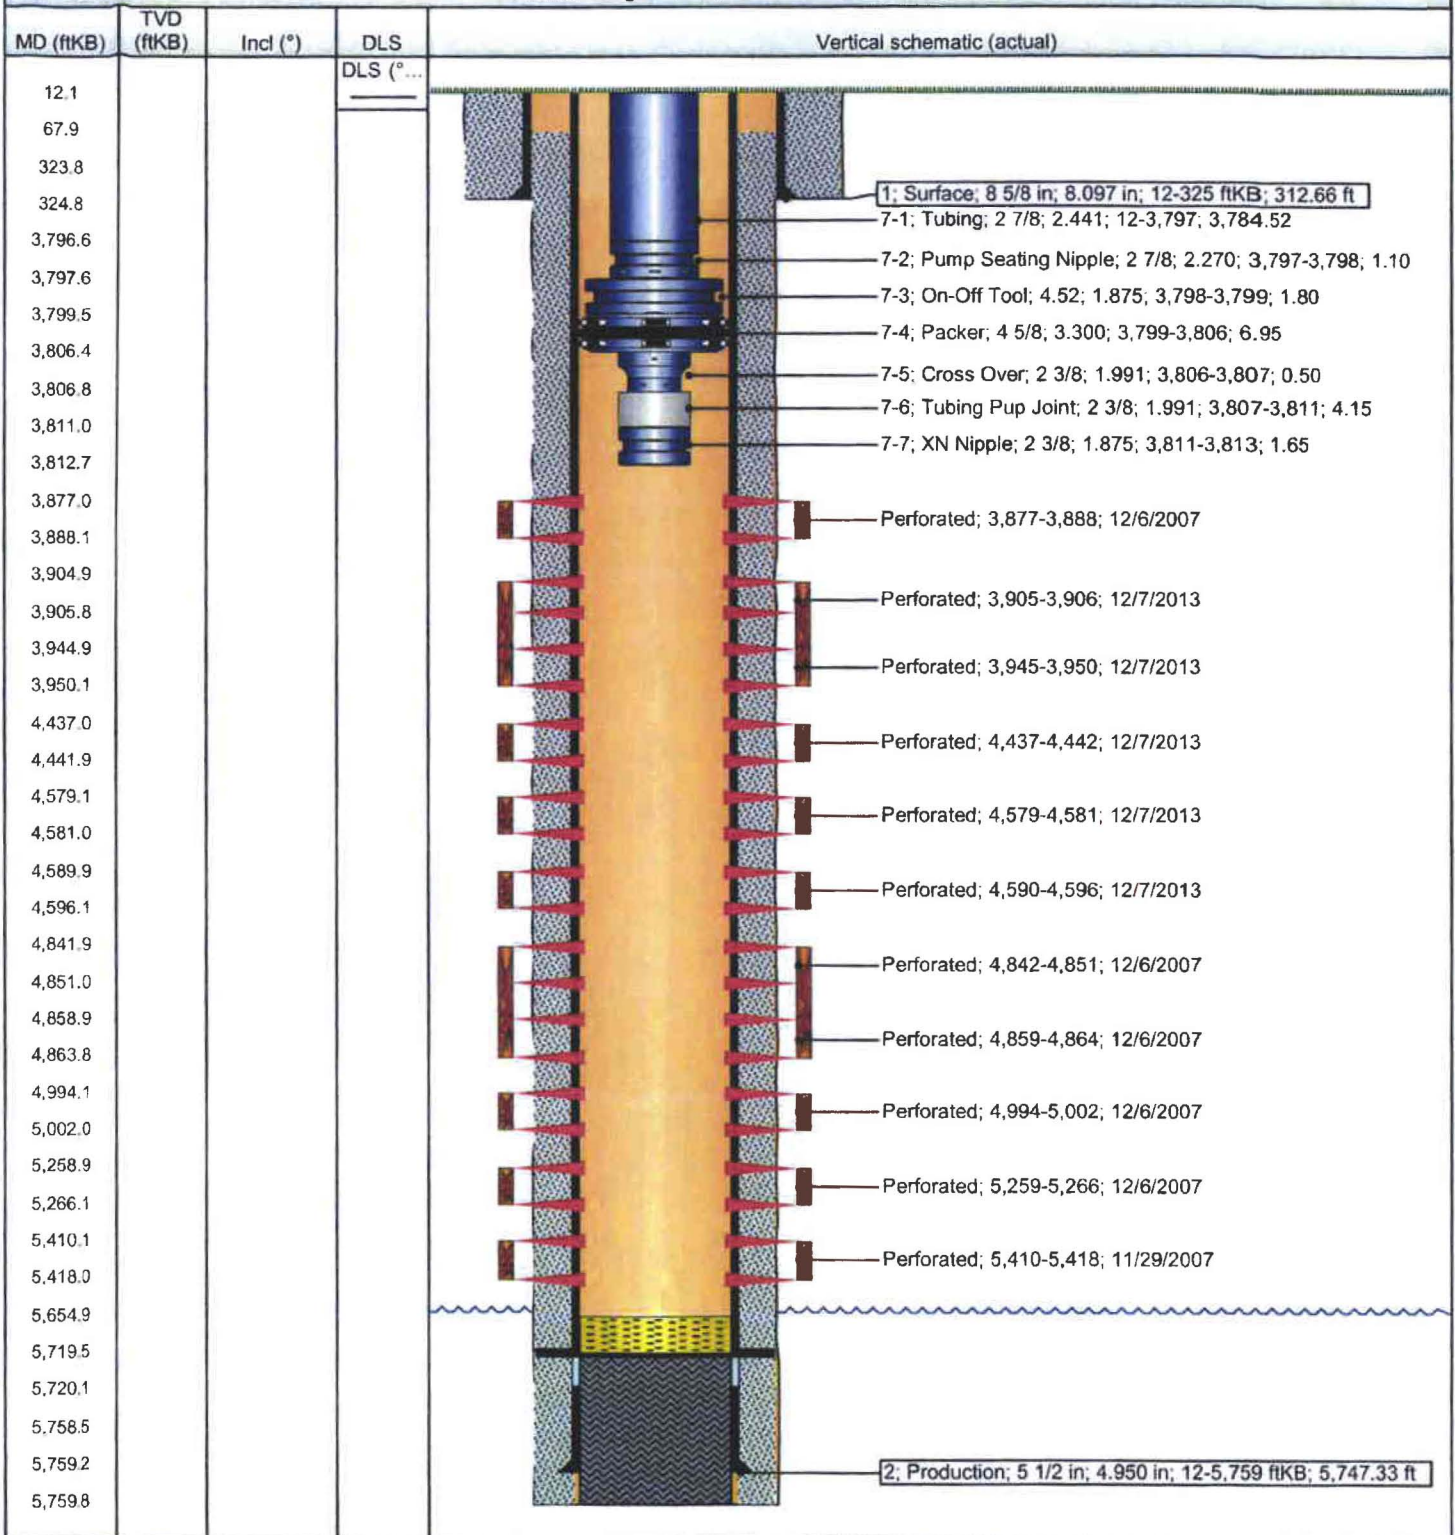 MD (ftKB)
TVD (ftKB)
Incl (°)
DLS
Vertical schematic (actual)
DLS (°...
12.1
67.9
323.8
324.8
3,796.6
3,797.6
3,799.5
3,806.4
3,806.8
3,811.0
3,812.7
3,877.0
3,888.1
3,904.9
3,905.8
3,944.9
3,950.1
4,437.0
4,441.9
4,579.1
4,581.0
4,589.9
4,596.1
4,841.9
4,851.0
4,858.9
4,863.8
4,994.1
5,002.0
5,258.9
5,266.1
5,410.1
5,418.0
5,654.9
5,719.5
5,720.1
5,758.5
5,759.2
5,759.8
1; Surface; 8 5/8 in; 8.097 in; 12-325 ftKB; 312.66 ft
7-1; Tubing; 2 7/8; 2.441; 12-3,797; 3,784.52
7-2; Pump Seating Nipple; 2 7/8; 2.270; 3,797-3,798; 1.10
7-3; On-Off Tool; 4.52; 1.875; 3,798-3,799; 1.80
7-4; Packer; 4 5/8; 3.300; 3,799-3,806; 6.95
7-5; Cross Over; 2 3/8; 1.991; 3,806-3,807; 0.50
7-6; Tubing Pup Joint; 2 3/8; 1.991; 3,807-3,811; 4.15
7-7; XN Nipple; 2 3/8; 1.875; 3,811-3,813; 1.65
Perforated; 3,877-3,888; 12/6/2007
Perforated; 3,905-3,906; 12/7/2013
Perforated; 3,945-3,950; 12/7/2013
Perforated; 4,437-4,442; 12/7/2013
Perforated; 4,579-4,581; 12/7/2013
Perforated; 4,590-4,596; 12/7/2013
Perforated; 4,842-4,851; 12/6/2007
Perforated; 4,859-4,864; 12/6/2007
Perforated; 4,994-5,002; 12/6/2007
Perforated; 5,259-5,266; 12/6/2007
Perforated; 5,410-5,418; 11/29/2007
2; Production; 5 1/2 in; 4.950 in; 12-5,759 ftKB; 5,747.33 ft